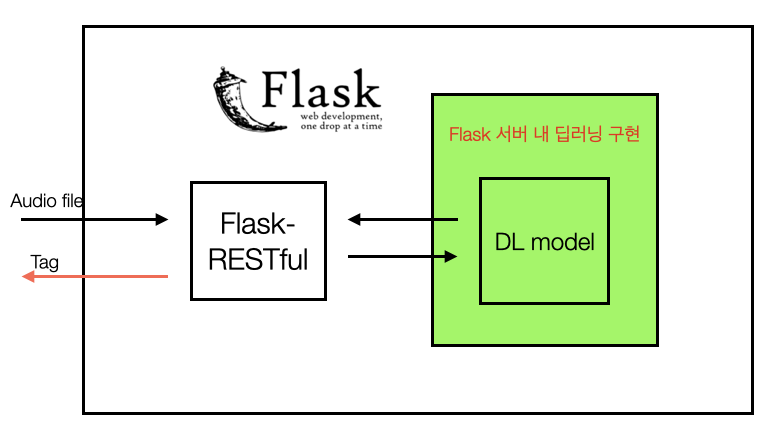 Flask
web development,
one drop at a time
Flask 서버 내 딥러닝 구현
Audio file
Flask-
RESTful
DL model
Tag